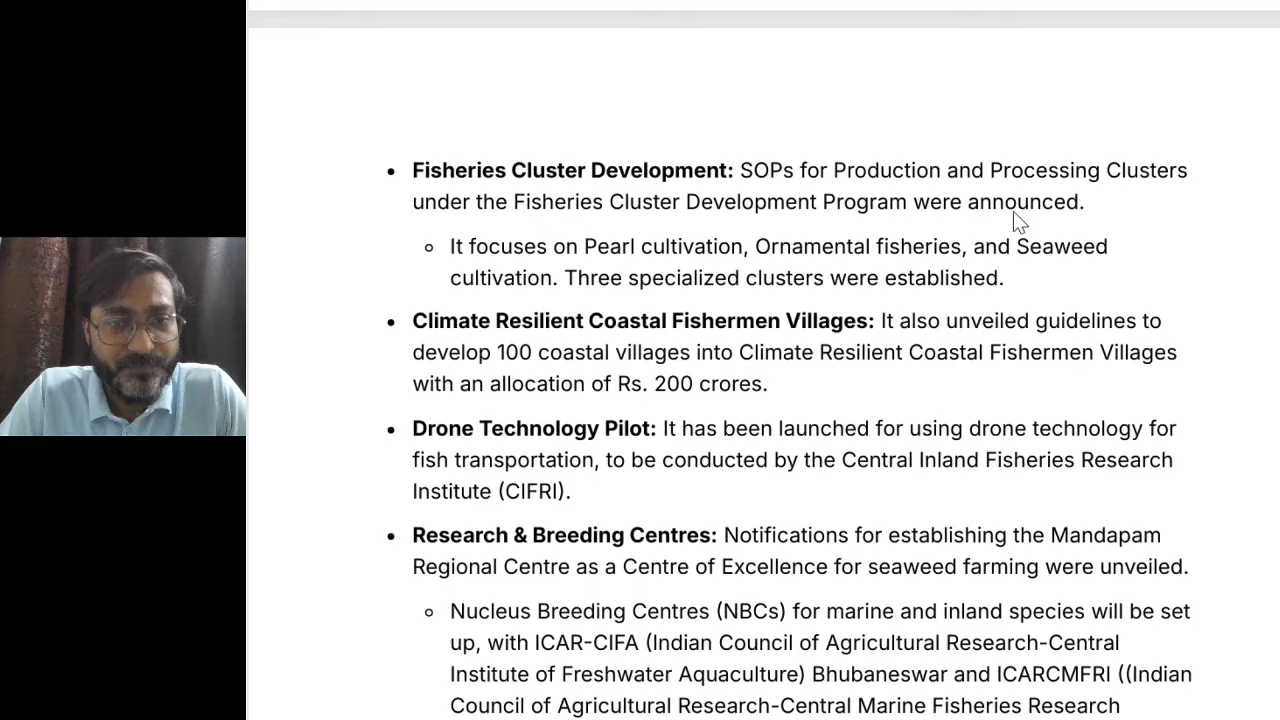 • Fisheries Cluster Development: SOPs for Production and Processing Clusters
under the Fisheries Cluster Development Program were announced.
◦ It focuses on Pearl cultivation, Ornamental fisheries, and Seaweed
cultivation. Three specialized clusters were established.
• Climate Resilient Coastal Fishermen Villages: It also unveiled guidelines to
develop 100 coastal villages into Climate Resilient Coastal Fishermen Villages
with an allocation of Rs. 200 crores.
• Drone Technology Pilot: It has been launched for using drone technology for
fish transportation, to be conducted by the Central Inland Fisheries Research
Institute (CIFRI).
• Research & Breeding Centres: Notifications for establishing the Mandapam
Regional Centre as a Centre of Excellence for seaweed farming were unveiled.
◦ Nucleus Breeding Centres (NBCs) for marine and inland species will be set
up, with ICAR-CIFA (Indian Council of Agricultural Research-Central
Institute of Freshwater Aquaculture) Bhubaneswar and ICARCMFRI ((Indian
Council of Agricultural Research-Central Marine Fisheries Research